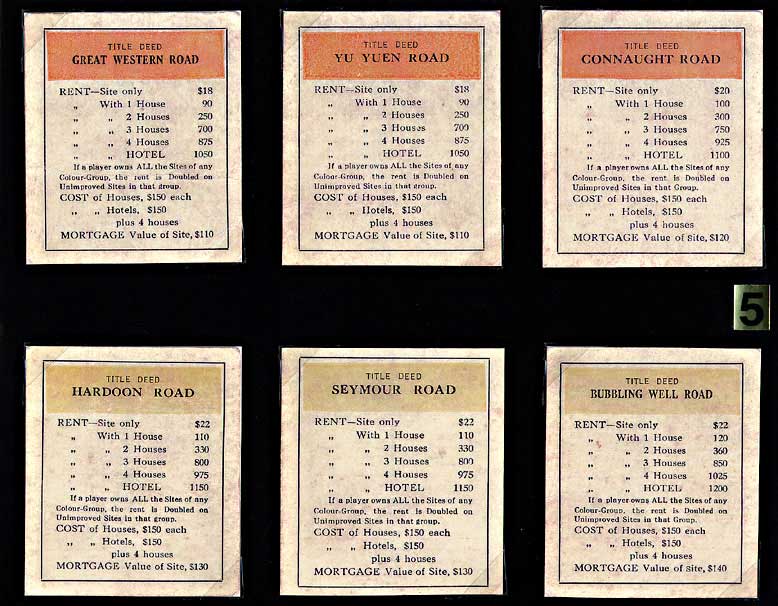 TITLE DEED
GREAT WESTERN ROAD
RENT—Site only $18
„ With 1 House 90
„ „ 2 Houses 250
„ „ 3 Houses 700
„ „ 4 Houses 875
„ „ HOTEL 1050
If a player owns ALL the Sites of any
Colour-Group, the rent is Doubled on
Unimproved Sites in that group.
COST of Houses, $150 each
„ „ Hotels, $150
plus 4 houses
MORTGAGE Value of Site, $110
TITLE DEED
YU YUEN ROAD
RENT—Site only $18
„ With 1 House 90
„ „ 2 Houses 250
„ „ 3 Houses 700
„ „ 4 Houses 875
„ „ HOTEL 1050
If a player owns ALL the Sites of any
Colour-Group, the rent is Doubled on
Unimproved Sites in that group.
COST of Houses, $150 each
„ „ Hotels, $150
plus 4 houses
MORTGAGE Value of Site, $110
TITLE DEED
CONNAUGHT ROAD
RENT—Site only $20
„ With 1 House 100
„ „ 2 Houses 300
„ „ 3 Houses 750
„ „ 4 Houses 925
„ „ HOTEL 1100
If a player owns ALL the Sites of any
Colour-Group, the rent is Doubled on
Unimproved Sites in that group.
COST of Houses, $150 each
„ „ Hotels, $150
plus 4 houses
MORTGAGE Value of Site, $120
5
TITLE DEED
HARDOON ROAD
RENT—Site only $22
„ With 1 House 110
„ „ 2 Houses 330
„ „ 3 Houses 800
„ „ 4 Houses 975
„ „ HOTEL 1150
If a player owns ALL the Sites of any
Colour-Group, the rent is Doubled on
Unimproved Sites in that group.
COST of Houses, $150 each
„ „ Hotels, $150
plus 4 houses
MORTGAGE Value of Site, $130
TITLE DEED
SEYMOUR ROAD
RENT—Site only $22
„ With 1 House 110
„ „ 2 Houses 330
„ „ 3 Houses 800
„ „ 4 Houses 975
„ „ HOTEL 1150
If a player owns ALL the Sites of any
Colour-Group, the rent is Doubled on
Unimproved Sites in that group.
COST of Houses, $150 each
„ „ Hotels, $150
plus 4 houses
MORTGAGE Value of Site, $130
TITLE DEED
BUBBLING WELL ROAD
RENT—Site only $22
„ With 1 House 120
„ „ 2 Houses 360
„ „ 3 Houses 850
„ „ 4 Houses 1025
„ „ HOTEL 1200
If a player owns ALL the Sites of any
Colour-Group, the rent is Doubled on
Unimproved Sites in that group.
COST of Houses, $150 each
„ „ Hotels, $150
plus 4 houses
MORTGAGE Value of Site, $140